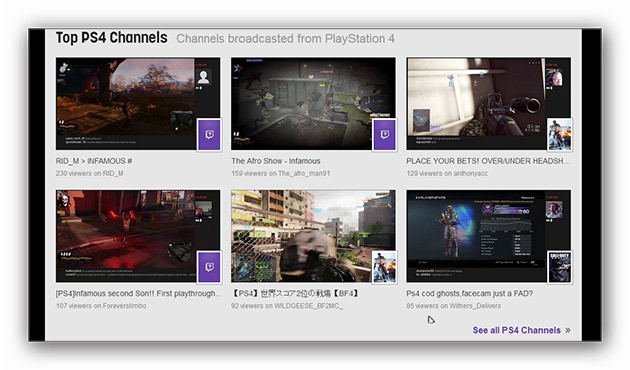 Top PS4 Channels Channels broadcasted from PlayStation 4
RID_M > INFAMOUS #
230 viewers on RID_M
The Afro Show - Infamous
159 viewers on The_afro_man91
PLACE YOUR BETS! OVER/UNDER HEADSH...
129 viewers on anthonyacc
[PS4]Infamous second Son!! First playthrough...
107 viewers on Foreverslimbo
【PS4】世界スコア2位の戦場【BF4】
92 viewers on WILDGEESE_BF2MC_
Ps4 cod ghosts,facecam just a FAD?
85 viewers on Withers_Delivers
See all PS4 Channels »